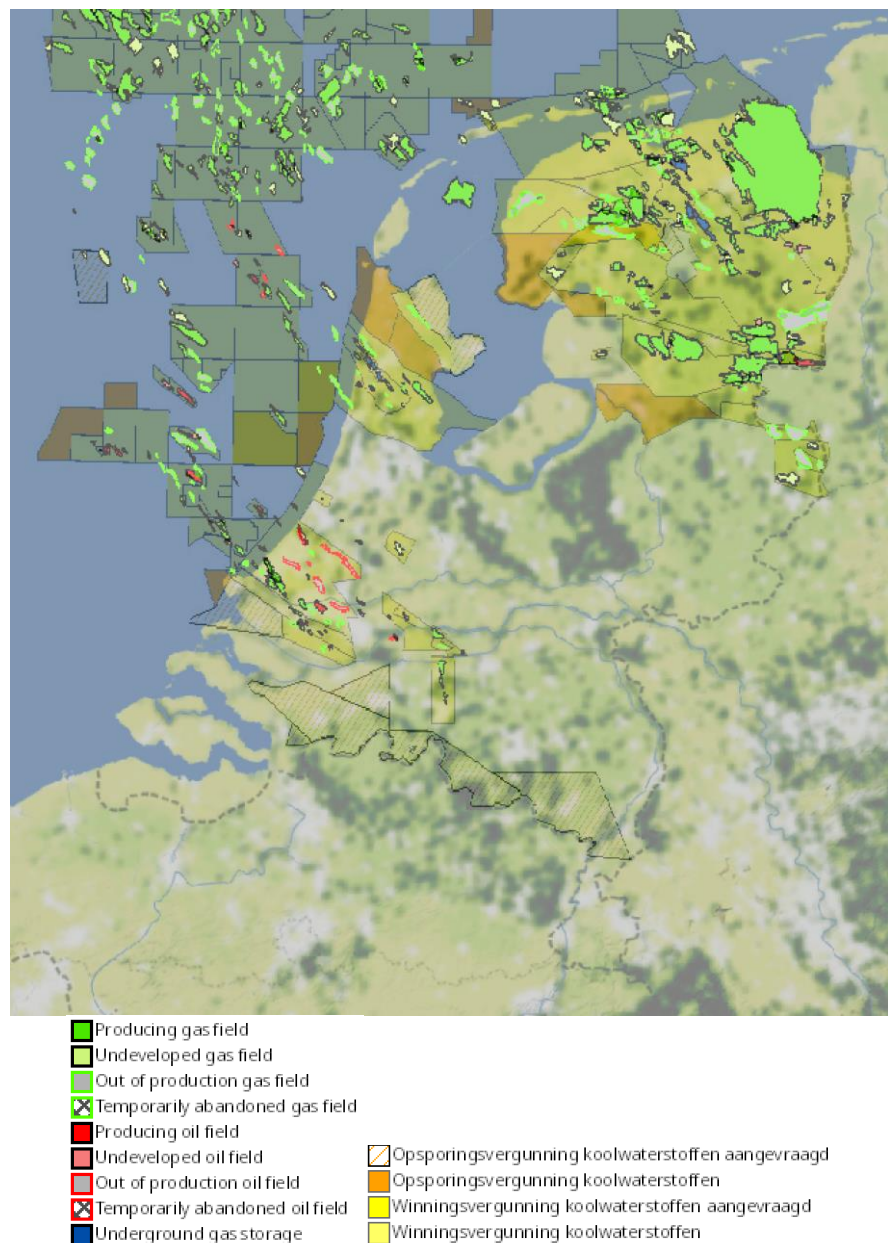 Producing gas field
Undeveloped gas field
Out of production gas field
Temporarily abandoned gas field
Producing oil field
Undeveloped oil field
Out of production oil field
Temporarily abandoned oil field
Underground gas storage
Opsporingsvergunning koolwaterstoffen aangevraagd
Opsporingsvergunning koolwaterstoffen
Winningsvergunning koolwaterstoffen aangevraagd
Winningsvergunning koolwaterstoffen